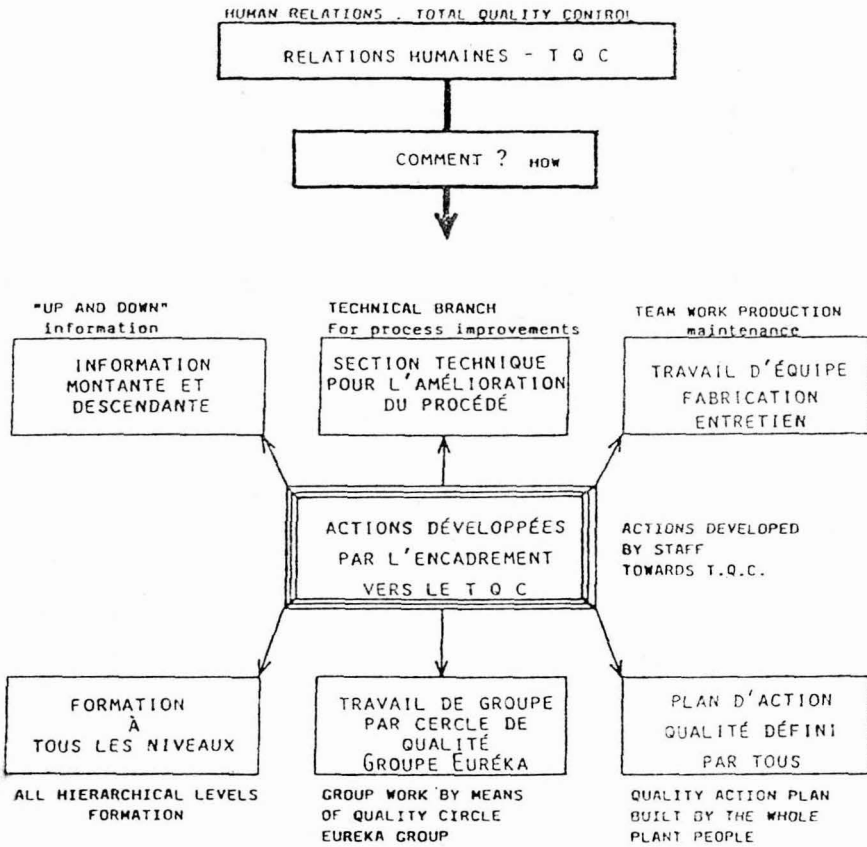 HUMAN RELATIONS . TOTAL QUALITY CONTROL
RELATIONS HUMAINES - T Q C
COMMENT ? HOW
"UP AND DOWN"
information
INFORMATION
MONTANTE ET
DESCENDANTE
TECHNICAL BRANCH
For process improvements
SECTION TECHNIQUE
POUR L'AMÉLIORATION
DU PROCÉDÉ
TEAM WORK PRODUCTION
maintenance
TRAVAIL D'ÉQUIPE
FABRICATION
ENTRETIEN
ACTIONS DÉVELOPPÉES
PAR L'ENCADREMENT
VERS LE T Q C
ACTIONS DEVELOPED
BY STAFF
TOWARDS T.Q.C.
FORMATION
À
TOUS LES NIVEAUX
ALL HIERARCHICAL LEVELS
FORMATION
TRAVAIL DE GROUPE
PAR CERCLE DE
QUALITÉ
GROUPE EURÉKA
GROUP WORK BY MEANS
OF QUALITY CIRCLE
EUREKA GROUP
PLAN D'ACTION
QUALITÉ DÉFINI
PAR TOUS
QUALITY ACTION PLAN
BUILT BY THE WHOLE
PLANT PEOPLE